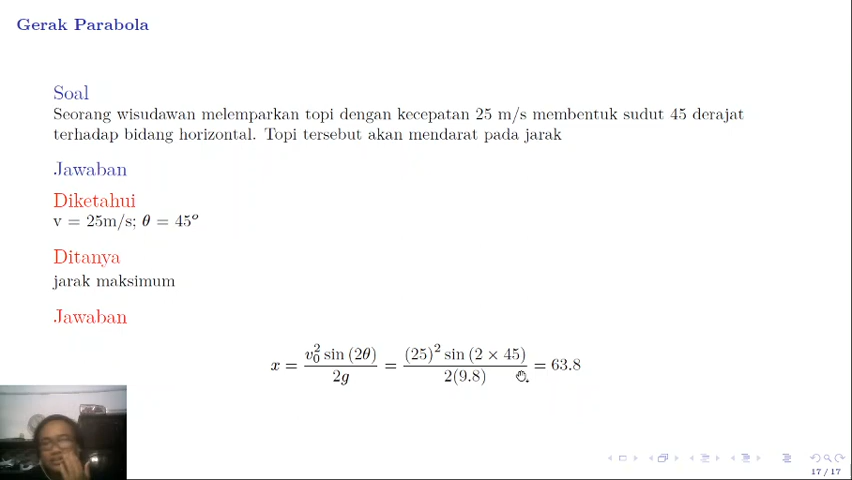 Gerak Parabola
Soal
Seorang wisudawan melemparkan topi dengan kecepatan 25 m/s membentuk sudut 45 derajat
terhadap bidang horizontal. Topi tersebut akan mendarat pada jarak
Jawaban
Diketahui
v = 25m/s; θ = 45°
Ditanya
jarak maksimum
Jawaban
x = v₀² sin (2θ) / 2g = (25)² sin (2 × 45) / 2(9.8) = 63.8
17 / 17